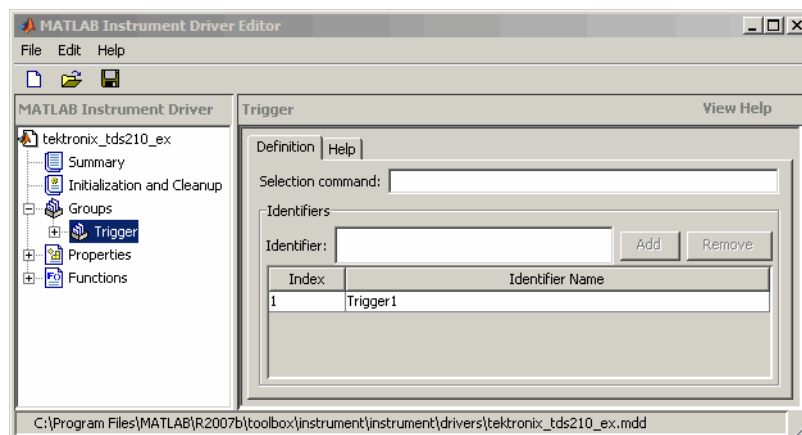 MATLAB Instrument Driver Editor
File Edit Help
MATLAB Instrument Driver
tektronix_tds210_ex
Summary
Initialization and Cleanup
Groups
Trigger
Properties
Functions
Trigger View Help
Definition Help
Selection command:
Identifiers
Identifier: Add Remove
Index Identifier Name
1 Trigger1
C:\Program Files\MATLAB\R2007b\toolbox\instrument\instrument\drivers\tektronix_tds210_ex.mdd